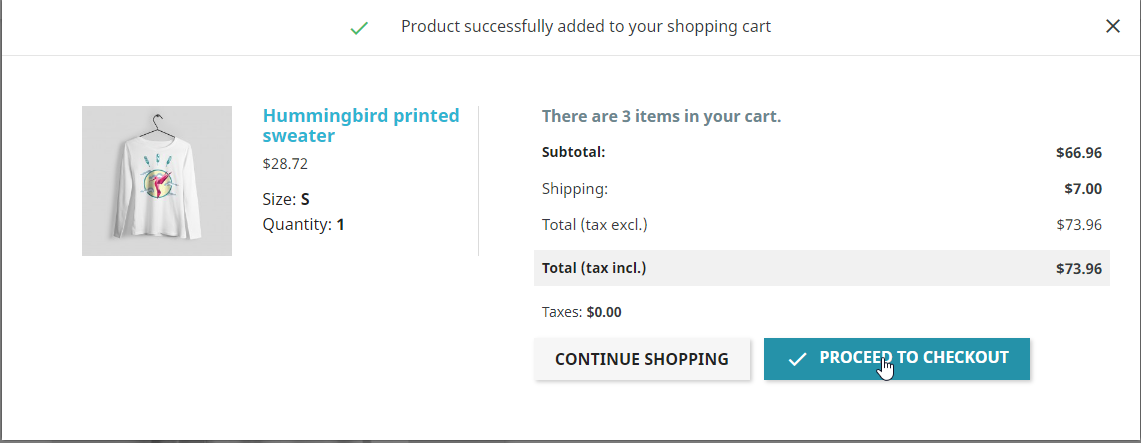 Product successfully added to your shopping cart
Hummingbird printed
sweater
$28.72
Size: S
Quantity: 1
There are 3 items in your cart.
Subtotal: $66.96
Shipping: $7.00
Total (tax excl.) $73.96
Total (tax incl.) $73.96
Taxes: $0.00
CONTINUE SHOPPING
PROCEED TO CHECKOUT